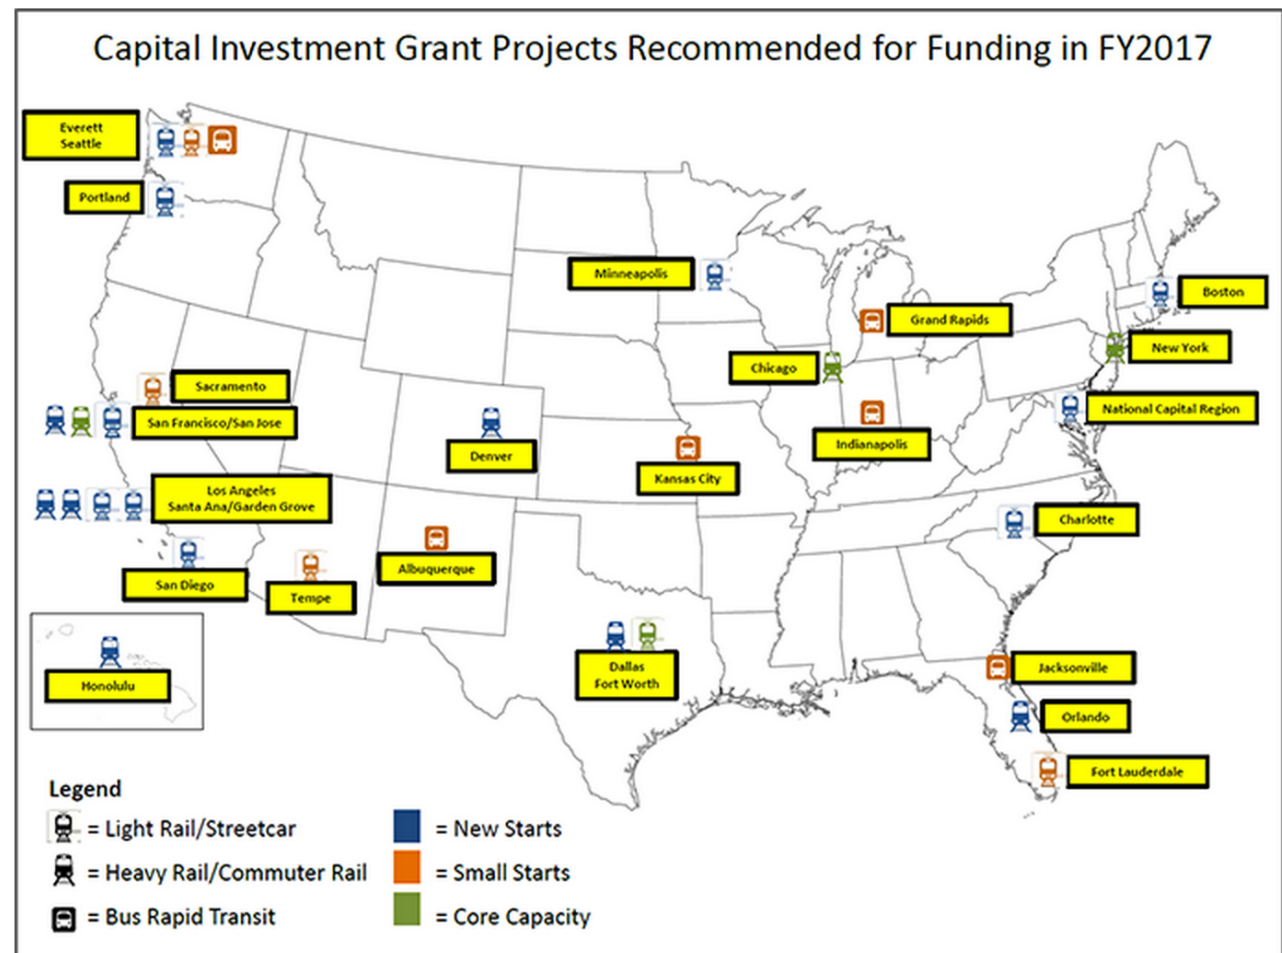 Capital Investment Grant Projects Recommended for Funding in FY2017
Everett
Seattle
Portland
Minneapolis
Boston
Grand Rapids
New York
Chicago
Sacramento
National Capital Region
San Francisco/San Jose
Indianapolis
Denver
Kansas City
Los Angeles
Santa Ana/Garden Grove
Charlotte
Albuquerque
San Diego
Tempe
Dallas
Fort Worth
Jacksonville
Honolulu
Orlando
Fort Lauderdale
Legend
= Light Rail/Streetcar
= New Starts
= Heavy Rail/Commuter Rail
= Small Starts
= Bus Rapid Transit
= Core Capacity